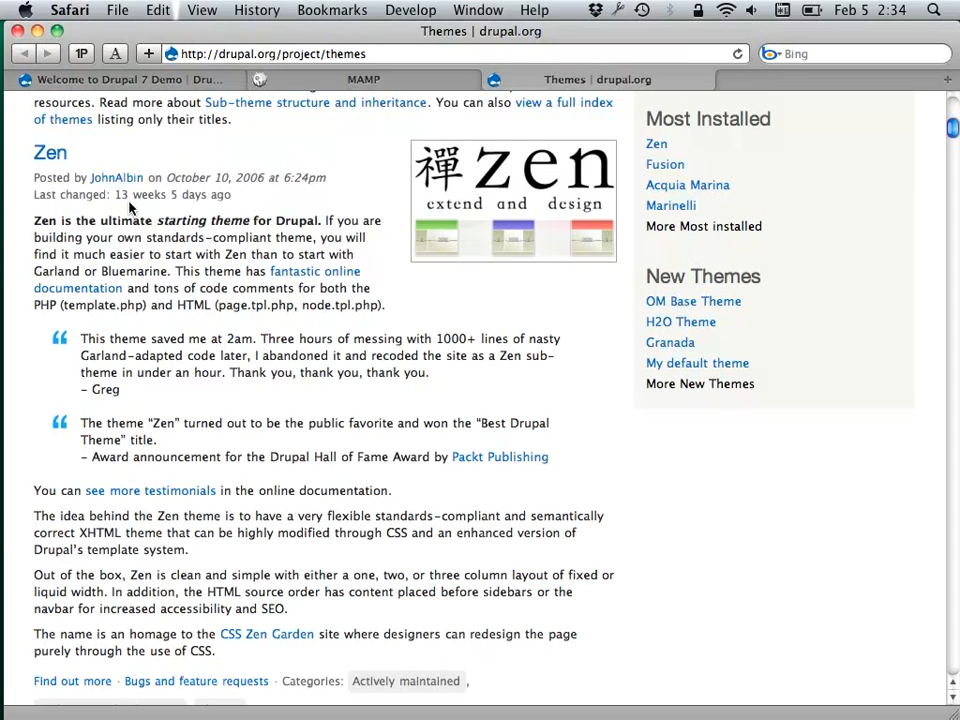 Safari File Edit View History Bookmarks Develop Window Help Feb 5 2:34
Themes | drupal.org
1P A + http://drupal.org/project/themes Bing
Welcome to Drupal 7 Demo | Dru... MAMP Themes | drupal.org
resources. Read more about Sub-theme structure and inheritance. You can also view a full index
of themes listing only their titles.
Zen
Posted by JohnAlbin on October 10, 2006 at 6:24pm
Last changed: 13 weeks 5 days ago
禪 zen
extend and design
Zen is the ultimate starting theme for Drupal. If you are
building your own standards-compliant theme, you will
find it much easier to start with Zen than to start with
Garland or Bluemarine. This theme has fantastic online
documentation and tons of code comments for both the
PHP (template.php) and HTML (page.tpl.php, node.tpl.php).
“ This theme saved me at 2am. Three hours of messing with 1000+ lines of nasty
Garland-adapted code later, I abandoned it and recoded the site as a Zen sub-
theme in under an hour. Thank you, thank you, thank you.
– Greg
“ The theme “Zen” turned out to be the public favorite and won the “Best Drupal
Theme” title.
– Award announcement for the Drupal Hall of Fame Award by Packt Publishing
You can see more testimonials in the online documentation.
The idea behind the Zen theme is to have a very flexible standards-compliant and semantically
correct XHTML theme that can be highly modified through CSS and an enhanced version of
Drupal's template system.
Out of the box, Zen is clean and simple with either a one, two, or three column layout of fixed or
liquid width. In addition, the HTML source order has content placed before sidebars or the
navbar for increased accessibility and SEO.
The name is an homage to the CSS Zen Garden site where designers can redesign the page
purely through the use of CSS.
Find out more · Bugs and feature requests · Categories: Actively maintained ,
Most Installed
Zen
Fusion
Acquia Marina
Marinelli
More Most installed
New Themes
OM Base Theme
H2O Theme
Granada
My default theme
More New Themes